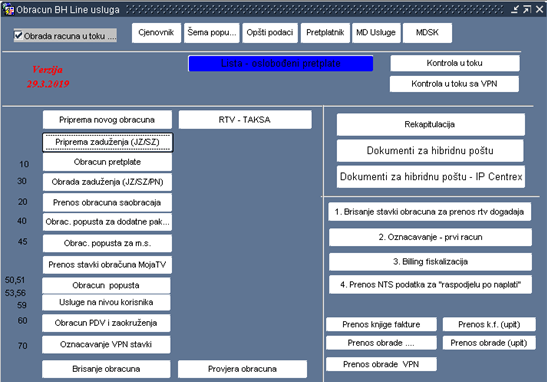 Obracun BH Line usluga
Obrada racuna u toku ....
Cjenovnik
Šema popu...
Opšti podaci
Pretplatnik
MD Usluge
MDSK
Verzija
29.3.2019
Kontrola u toku
Kontrola u toku sa VPN
Priprema novog obracuna
RTV - TAKSA
Priprema zaduženja (JZ/SZ)
10 Obracun pretplate
30 Obrada zaduženja (JZ/SZ/PN)
20 Prenos obracuna saobracaja
40 Obrac. popusta za dodatne pak...
45 Obrac. popusta za m.s.
Prenos stavki obračuna MojaTV
50,51 Obracun popusta
53,56
59 Usluge na nivou korisnika
60 Obracun PDV i zaokruženja
70 Oznacavanje VPN stavki
Brisanje obracuna
Provjera obracuna
Rekapitulacija
Dokumenti za hibridnu poštu
Dokumenti za hibridnu poštu - IP Centrex
1. Brisanje stavki obracuna za prenos rtv dogadaja
2. Oznacavanje - prvi racun
3. Billing fiskalizacija
4. Prenos NTS podatka za "raspodjelu po naplati"
Prenos knjige fakture
Prenos k.f. (upit)
Prenos obrade ....
Prenos obrade (upit)
Prenos obrade VPN